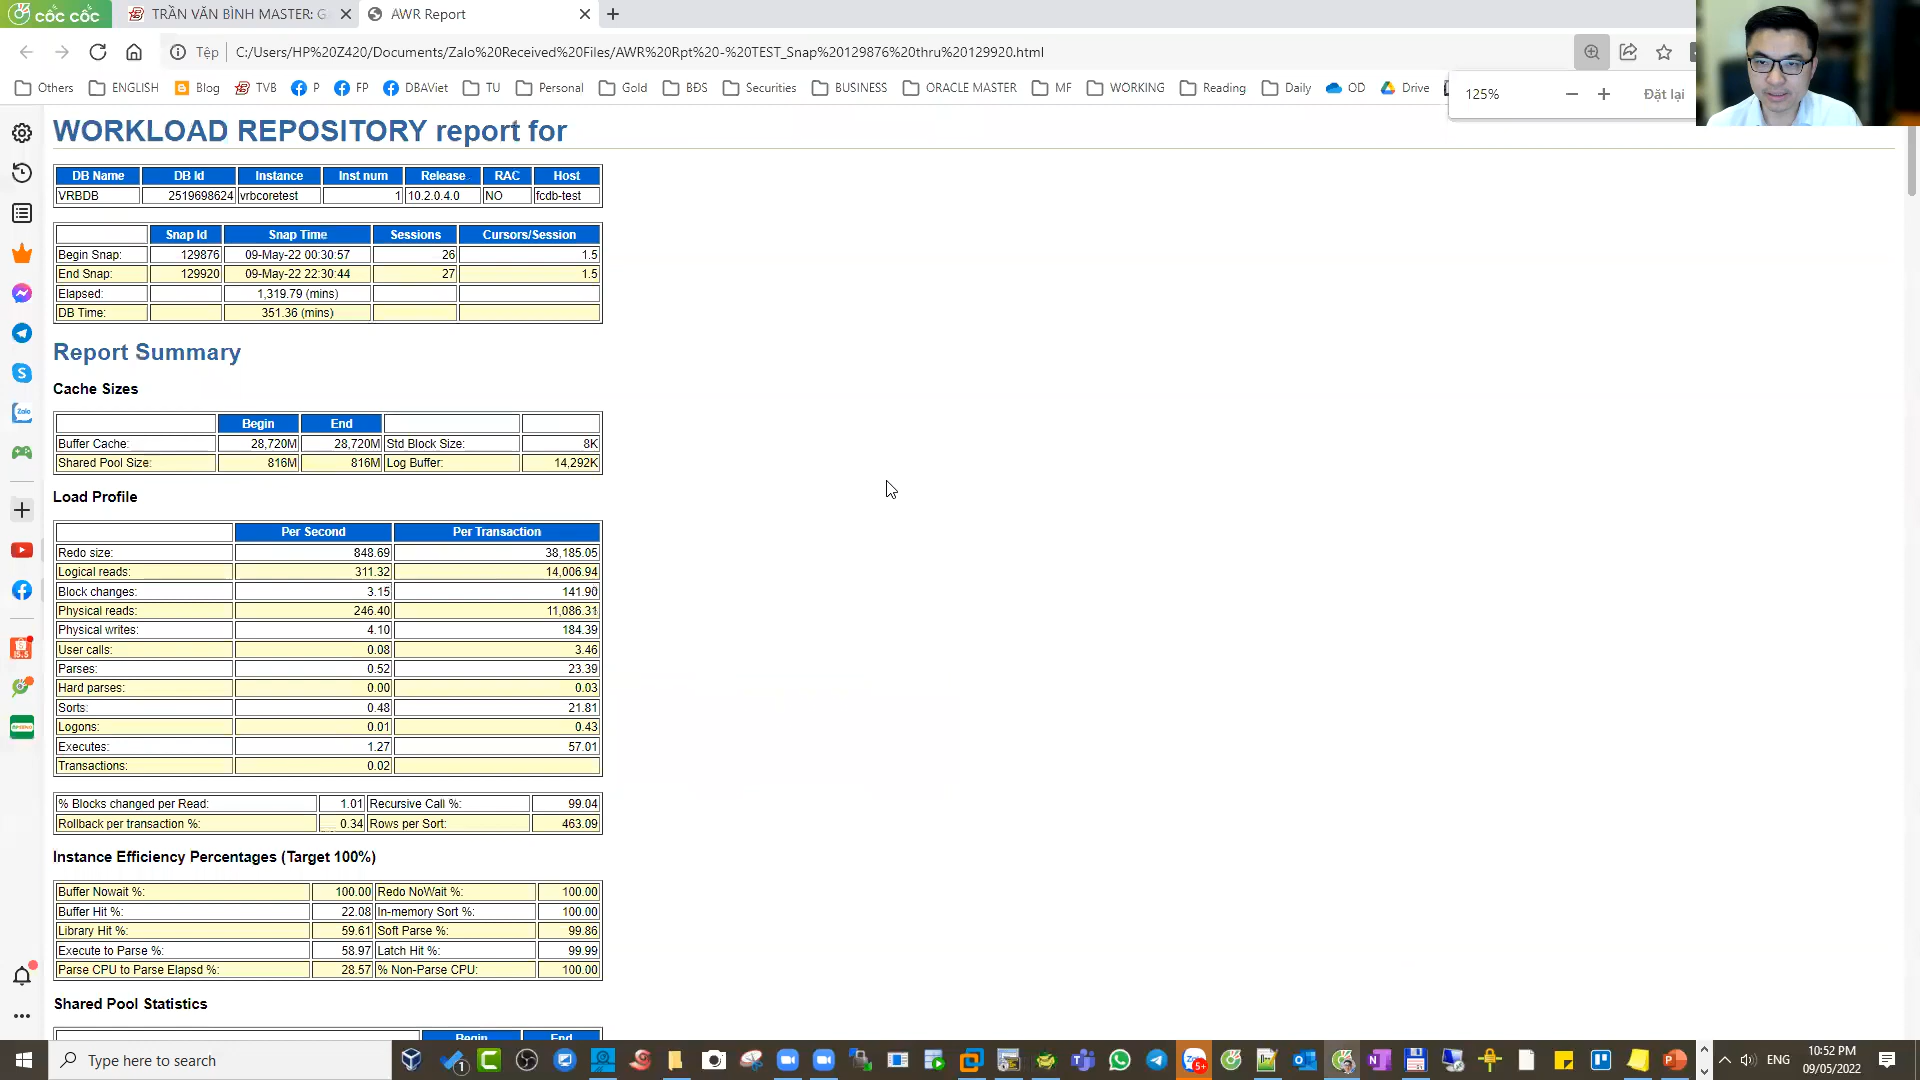 cốc cốc TRẦN VĂN BÌNH MASTER: G AWR Report
Tệp C:/Users/HP%20Z420/Documents/Zalo%20Received%20Files/AWR%20Rpt%20-%20TEST_Snap%20129876%20thru%20129920.html
Others ENGLISH Blog TVB P FP DBAViet TU Personal Gold BĐS Securities BUSINESS ORACLE MASTER MF WORKING Reading Daily OD Drive
125% Đặt lại
WORKLOAD REPOSITORY report for
DB Name DB Id Instance Inst num Release RAC Host
VRBDB 2519698624 vrbcoretest 1 10.2.0.4.0 NO fcdb-test
Snap Id Snap Time Sessions Cursors/Session
Begin Snap: 129876 09-May-22 00:30:57 26 1.5
End Snap: 129920 09-May-22 22:30:44 27 1.5
Elapsed: 1,319.79 (mins)
DB Time: 351.36 (mins)
Report Summary
Cache Sizes
Begin End
Buffer Cache: 28,720M 28,720M Std Block Size: 8K
Shared Pool Size: 816M 816M Log Buffer: 14,292K
Load Profile
Per Second Per Transaction
Redo size: 848.69 38,185.05
Logical reads: 311.32 14,006.94
Block changes: 3.15 141.90
Physical reads: 246.40 11,086.31
Physical writes: 4.10 184.39
User calls: 0.08 3.46
Parses: 0.52 23.39
Hard parses: 0.00 0.03
Sorts: 0.48 21.81
Logons: 0.01 0.43
Executes: 1.27 57.01
Transactions: 0.02
% Blocks changed per Read: 1.01 Recursive Call %: 99.04
Rollback per transaction %: 0.34 Rows per Sort: 463.09
Instance Efficiency Percentages (Target 100%)
Buffer Nowait %: 100.00 Redo NoWait %: 100.00
Buffer Hit %: 22.08 In-memory Sort %: 100.00
Library Hit %: 59.61 Soft Parse %: 99.86
Execute to Parse %: 58.97 Latch Hit %: 99.99
Parse CPU to Parse Elapsd %: 28.57 % Non-Parse CPU: 100.00
Shared Pool Statistics
Begin End
Type here to search
ENG
10:52 PM
09/05/2022